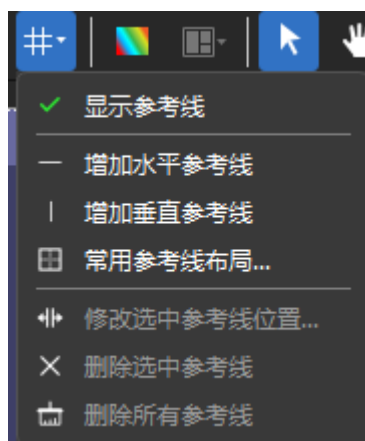 显示参考线
增加水平参考线
增加垂直参考线
常用参考线布局...
修改选中参考线位置...
删除选中参考线
删除所有参考线